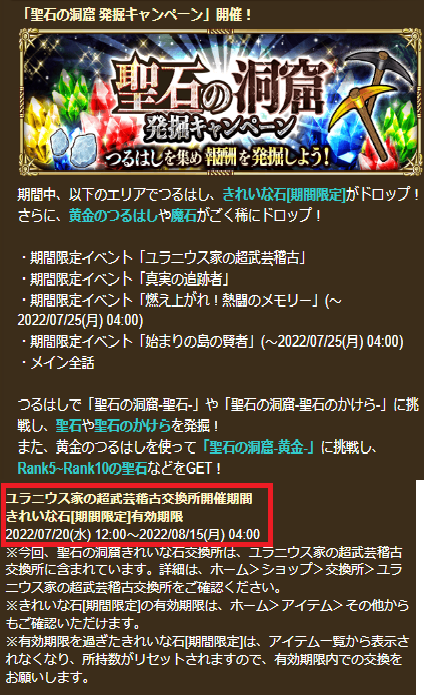 「聖石の洞窟 発掘キャンペーン」開催！
聖石の洞窟
発掘キャンペーン
つるはしを集め 報酬を発掘しよう！
期間中、以下のエリアでつるはし、きれいな石[期間限定]がドロップ！
さらに、黄金のつるはしや魔石がごく稀にドロップ！
・期間限定イベント「ユラニウス家の超武芸稽古」
・期間限定イベント「真実の追跡者」
・期間限定イベント「燃え上がれ！熱闘のメモリー」(～
2022/07/25(月) 04:00)
・期間限定イベント「始まりの島の賢者」(～2022/07/25(月) 04:00)
・メイン全話
つるはしで「聖石の洞窟-聖石-」や「聖石の洞窟-聖石のかけら-」に挑
戦し、聖石や聖石のかけらを発掘！
また、黄金のつるはしを使って「聖石の洞窟-黄金-」に挑戦し、
Rank5~Rank10の聖石などをGET！
ユラニウス家の超武芸稽古交換所開催期間
きれいな石[期間限定]有効期限
2022/07/20(水) 12:00～2022/08/15(月) 04:00
※今回、聖石の洞窟きれいな石交換所は、ユラニウス家の超武芸稽古
交換所に含まれています。詳細は、ホーム＞ショップ＞交換所＞ユラ
ニウス家の超武芸稽古交換所をご確認ください。
※きれいな石[期間限定]の有効期限は、ホーム＞アイテム＞その他から
もご確認いただけます。
※有効期限を過ぎたきれいな石[期間限定]は、アイテム一覧から表示さ
れなくなり、所持数がリセットされますので、有効期限内での交換を
お願いします。